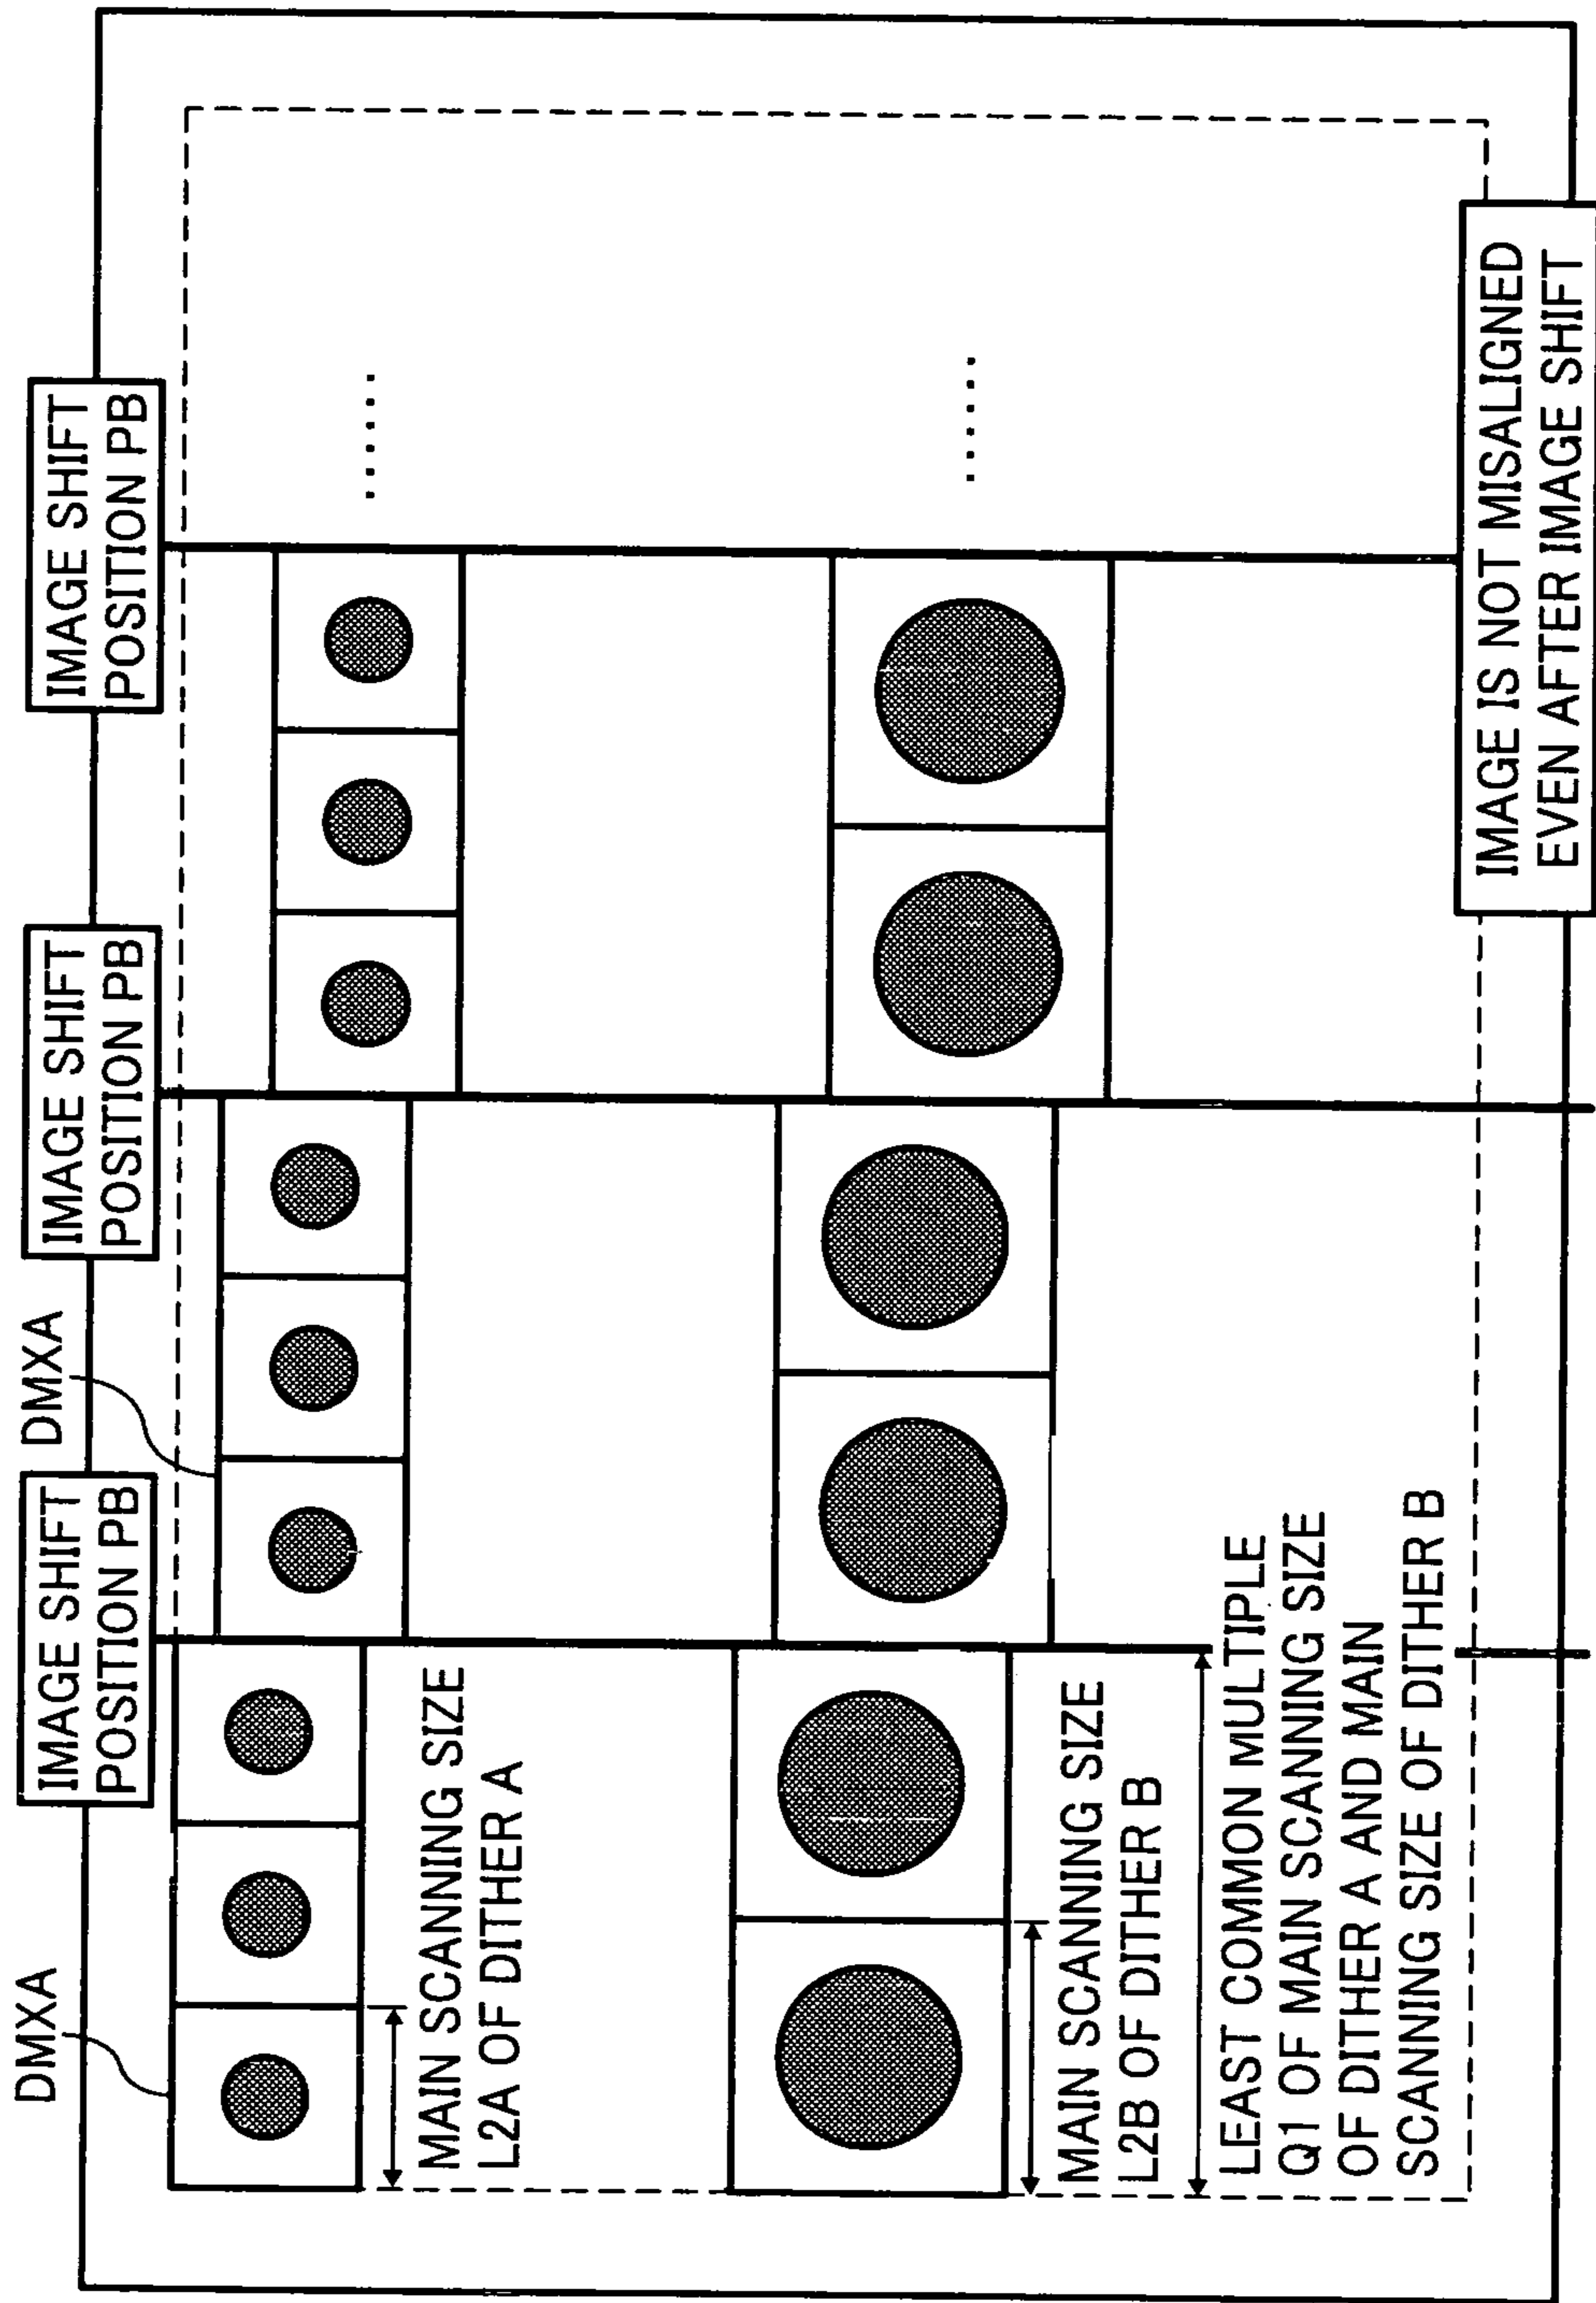 DMXA
DMXA
IMAGE SHIFT
POSITION PB
IMAGE SHIFT
POSITION PB
IMAGE SHIFT
POSITION PB
MAIN SCANNING SIZE
L2A OF DITHER A
MAIN SCANNING SIZE
L2B OF DITHER B
LEAST COMMON MULTIPLE
Q1 OF MAIN SCANNING SIZE
OF DITHER A AND MAIN
SCANNING SIZE OF DITHER B
IMAGE IS NOT MISALIGNED
EVEN AFTER IMAGE SHIFT